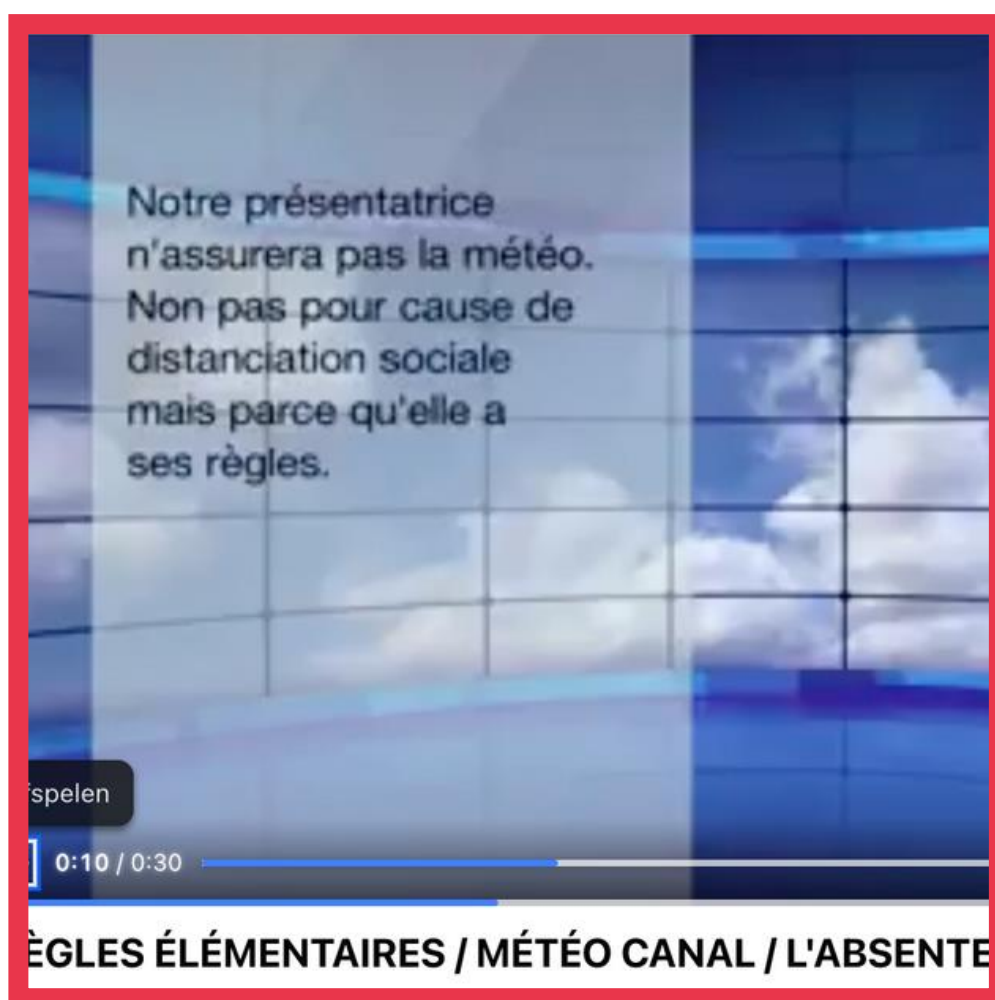 Notre présentatrice
n'assurera pas la météo.
Non pas pour cause de
distanciation sociale
mais parce qu'elle a
ses règles.
fspelen
0:10 / 0:30
ÈGLES ÉLÉMENTAIRES / MÉTÉO CANAL / L'ABSENTE